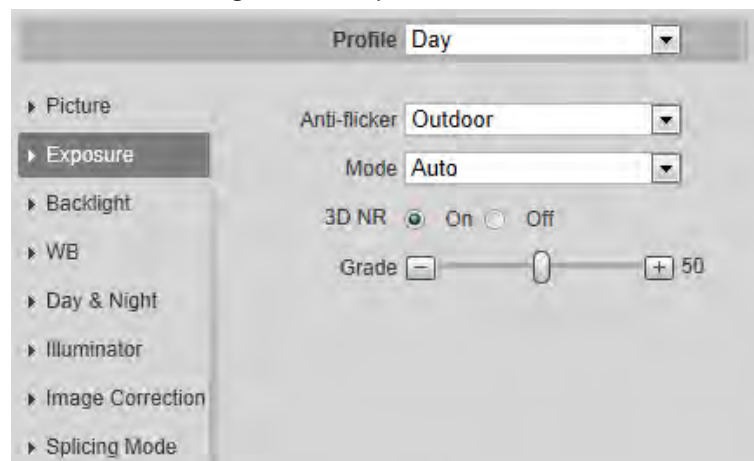 Profile Day
Picture
Anti-flicker Outdoor
Exposure
Mode Auto
Backlight
3D NR On Off
WB
Grade 50
Day & Night
Illuminator
Image Correction
Splicing Mode